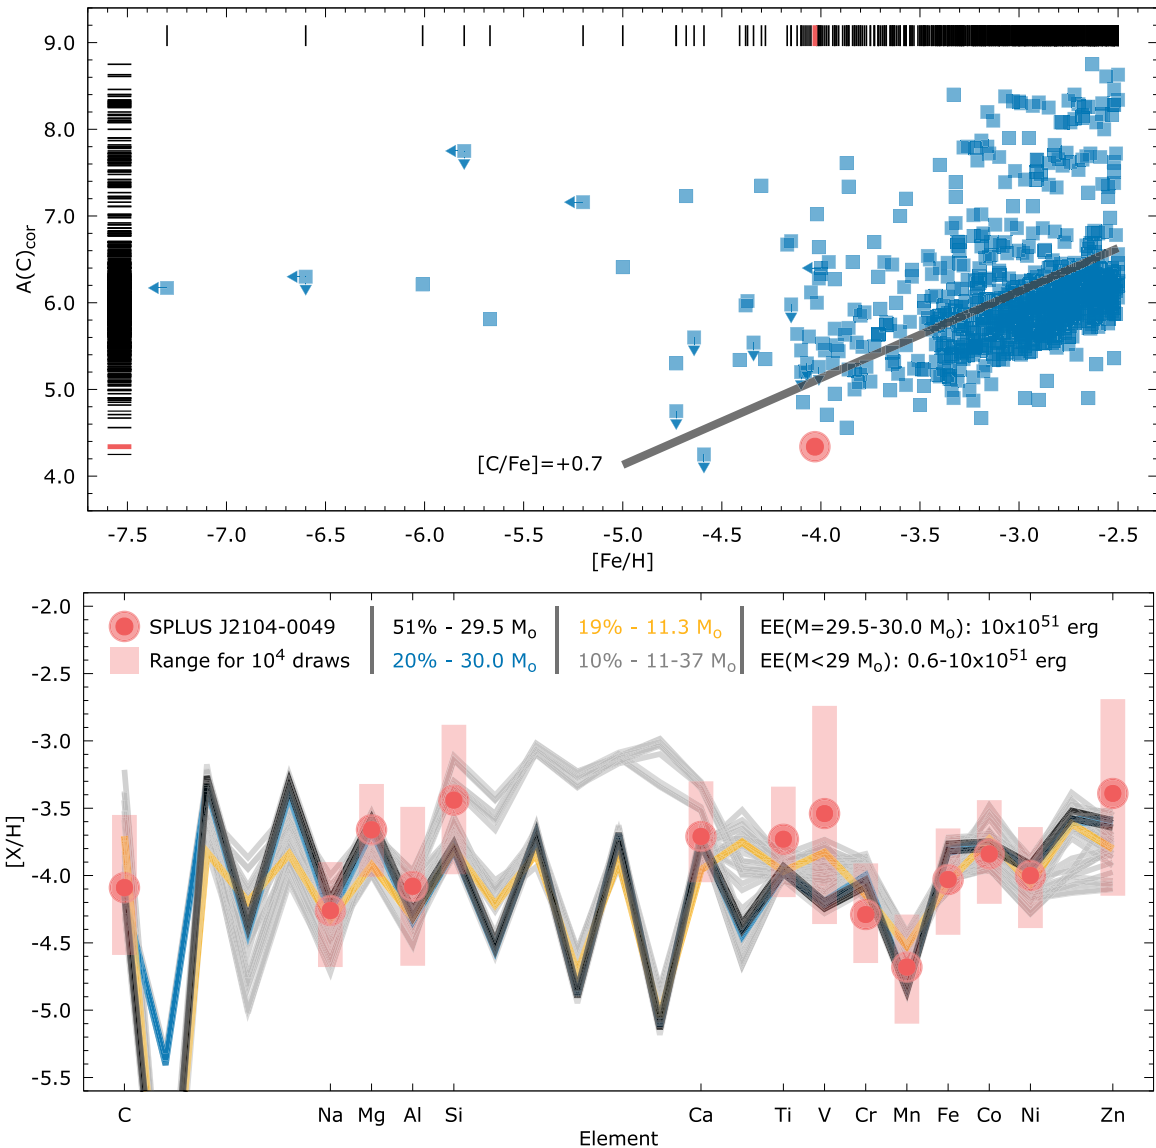 9.0
8.0
7.0
6.0
5.0
4.0
A(C)cor
[C/Fe]=+0.7
-7.5 -7.0 -6.5 -6.0 -5.5 -5.0 -4.5 -4.0 -3.5 -3.0 -2.5
[Fe/H]
-2.0
-2.5
-3.0
-3.5
-4.0
-4.5
-5.0
-5.5
[X/H]
SPLUS J2104-0049
Range for 10^4 draws
51% - 29.5 Mo
20% - 30.0 Mo
19% - 11.3 Mo
10% - 11-37 Mo
EE(M=29.5-30.0 Mo): 10x10^51 erg
EE(M<29 Mo): 0.6-10x10^51 erg
C Na Mg Al Si Ca Ti V Cr Mn Fe Co Ni Zn
Element